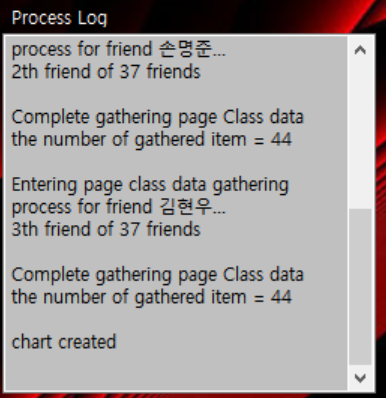 Process Log
process for friend 손명준...
2th friend of 37 friends
Complete gathering page Class data
the number of gathered item = 44
Entering page class data gathering
process for friend 김현우...
3th friend of 37 friends
Complete gathering page Class data
the number of gathered item = 44
chart created